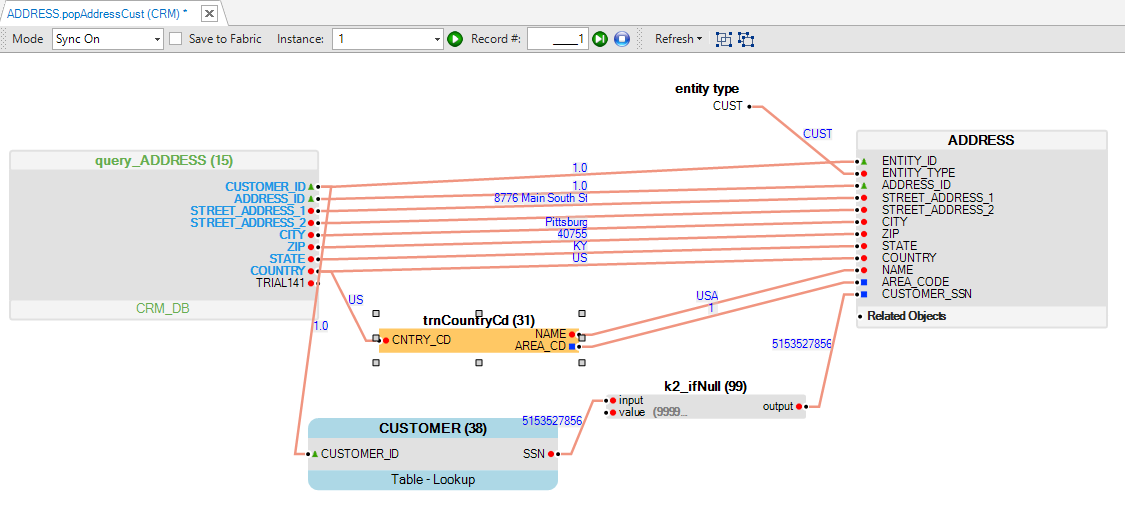 ADDRESS.popAddressCust (CRM) *
Mode Sync On Save to Fabric Instance: 1 Record #: ____1 Refresh
entity type
CUST
CUST
query_ADDRESS (15)
CUSTOMER_ID
ADDRESS_ID
STREET_ADDRESS_1
STREET_ADDRESS_2
CITY
ZIP
STATE
COUNTRY
TRIAL141
CRM_DB
1.0
1.0
8776 Main South St
Pittsburg
40755
KY
US
ADDRESS
ENTITY_ID
ENTITY_TYPE
ADDRESS_ID
STREET_ADDRESS_1
STREET_ADDRESS_2
CITY
ZIP
STATE
COUNTRY
NAME
AREA_CODE
CUSTOMER_SSN
Related Objects
US
1.0
trnCountryCd (31)
CNTRY_CD
NAME
AREA_CD
USA
1
5153527856
k2_ifNull (99)
input
value (9999...
output
5153527856
CUSTOMER (38)
CUSTOMER_ID
SSN
Table - Lookup